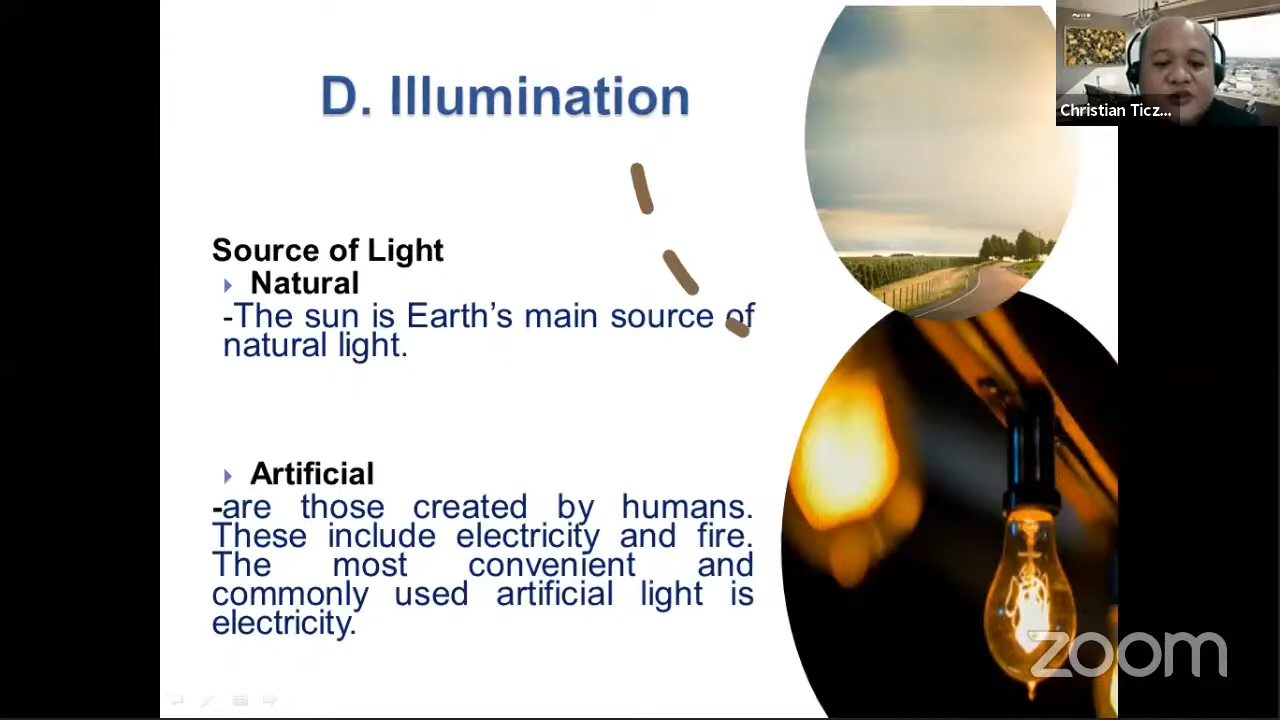 D. Illumination
Christian Ticz...
Source of Light
Natural
-The sun is Earth’s main source of
natural light.
Artificial
-are those created by humans.
These include electricity and fire.
The most convenient and
commonly used artificial light is
electricity.
zoom